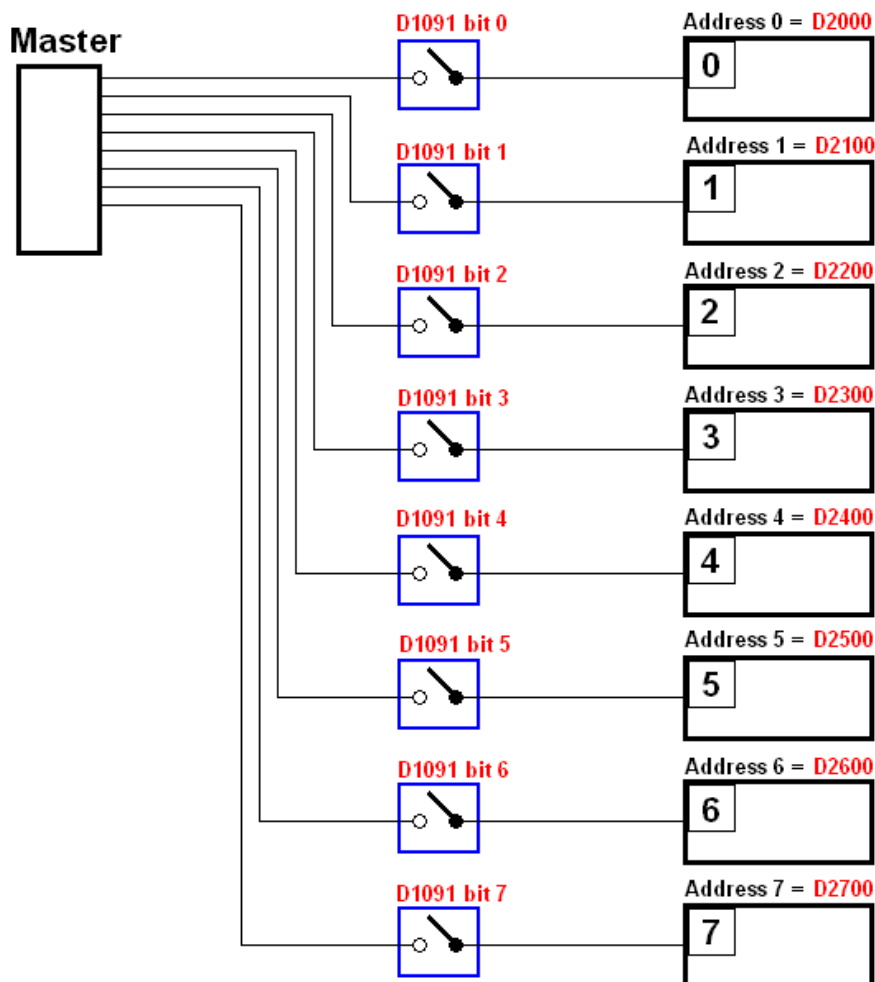 Master
D1091 bit 0
Address 0 = D2000
0
D1091 bit 1
Address 1 = D2100
1
D1091 bit 2
Address 2 = D2200
2
D1091 bit 3
Address 3 = D2300
3
D1091 bit 4
Address 4 = D2400
4
D1091 bit 5
Address 5 = D2500
5
D1091 bit 6
Address 6 = D2600
6
D1091 bit 7
Address 7 = D2700
7